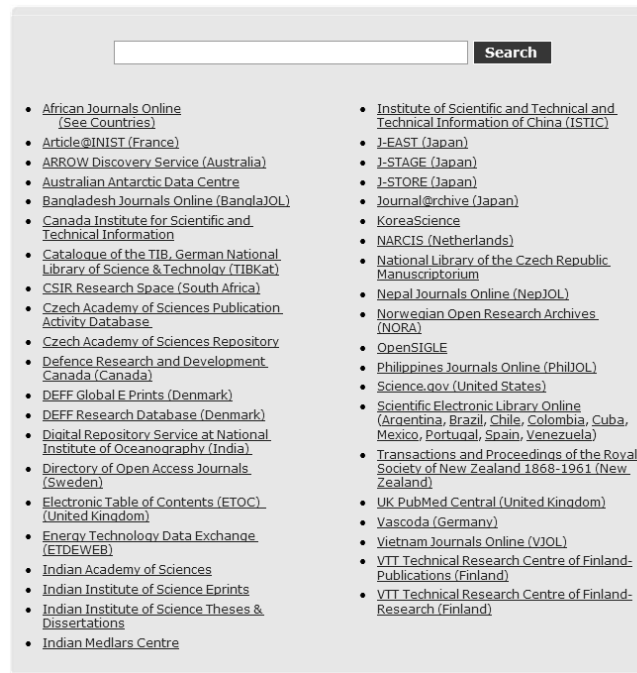 Search
African Journals Online
(See Countries)
Article@INIST (France)
ARROW Discovery Service (Australia)
Australian Antarctic Data Centre
Bangladesh Journals Online (BanglaJOL)
Canada Institute for Scientific and
Technical Information
Catalogue of the TIB, German National
Library of Science & Technolgy (TIBKat)
CSIR Research Space (South Africa)
Czech Academy of Sciences Publication
Activity Database
Czech Academy of Sciences Repository
Defence Research and Development
Canada (Canada)
DEFF Global E Prints (Denmark)
DEFF Research Database (Denmark)
Digital Repository Service at National
Institute of Oceanography (India)
Directory of Open Access Journals
(Sweden)
Electronic Table of Contents (ETOC)
(United Kingdom)
Energy Technology Data Exchange
(ETDEWEB)
Indian Academy of Sciences
Indian Institute of Science Eprints
Indian Institute of Science Theses &
Dissertations
Indian Medlars Centre
Institute of Scientific and Technical and
Technical Information of China (ISTIC)
J-EAST (Japan)
J-STAGE (Japan)
J-STORE (Japan)
Journal@rchive (Japan)
KoreaScience
NARCIS (Netherlands)
National Library of the Czech Republic
Manuscriptorium
Nepal Journals Online (NepJOL)
Norwegian Open Research Archives
(NORA)
OpenSIGLE
Philippines Journals Online (PhilJOL)
Science.gov (United States)
Scientific Electronic Library Online
(Argentina, Brazil, Chile, Colombia, Cuba,
Mexico, Portugal, Spain, Venezuela)
Transactions and Proceedings of the Royal
Society of New Zealand 1868-1961 (New
Zealand)
UK PubMed Central (United Kingdom)
Vascoda (Germany)
Vietnam Journals Online (VJOL)
VTT Technical Research Centre of Finland-
Publications (Finland)
VTT Technical Research Centre of Finland-
Research (Finland)